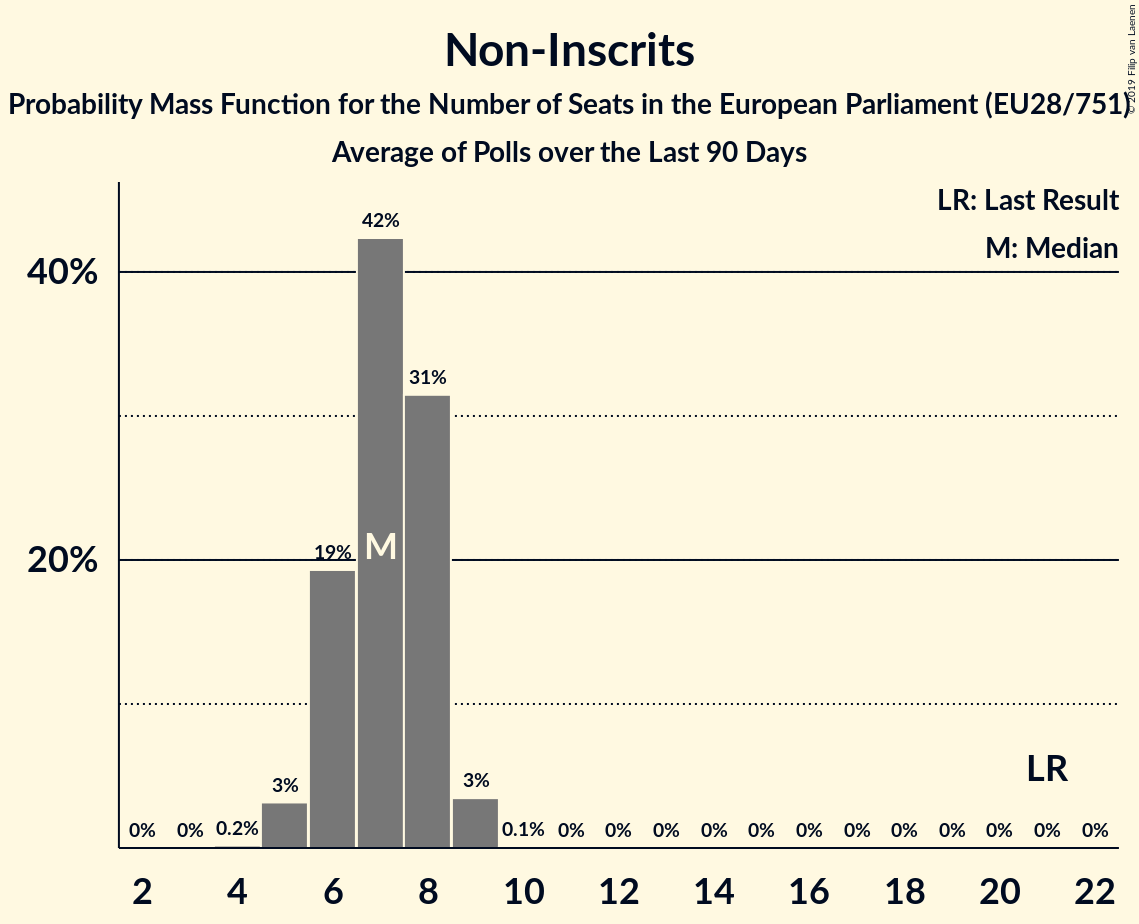 Non-Inscrits
Probability Mass Function for the Number of Seats in the European Parliament (EU28/751)
Average of Polls over the Last 90 Days
© 2019 Filip van Laenen
LR: Last Result
M: Median
40%
20%
0%
0%
0.2%
3%
19%
42%
31%
3%
0.1%
0%
0%
0%
0%
0%
0%
0%
0%
0%
0%
0%
0%
M
LR
2 4 6 8 10 12 14 16 18 20 22